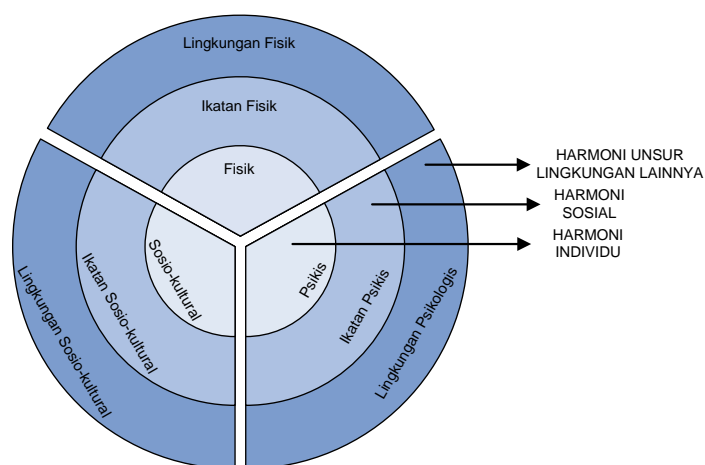 Lingkungan Fisik
Ikatan Fisik
Fisik
HARMONI UNSUR
LINGKUNGAN LAINNYA
HARMONI
SOSIAL
HARMONI
INDIVIDU
Sosio-kultural
Ikatan Sosio-kultural
Lingkungan Sosio-kultural
Psikis
Ikatan Psikis
Lingkungan Psikologis